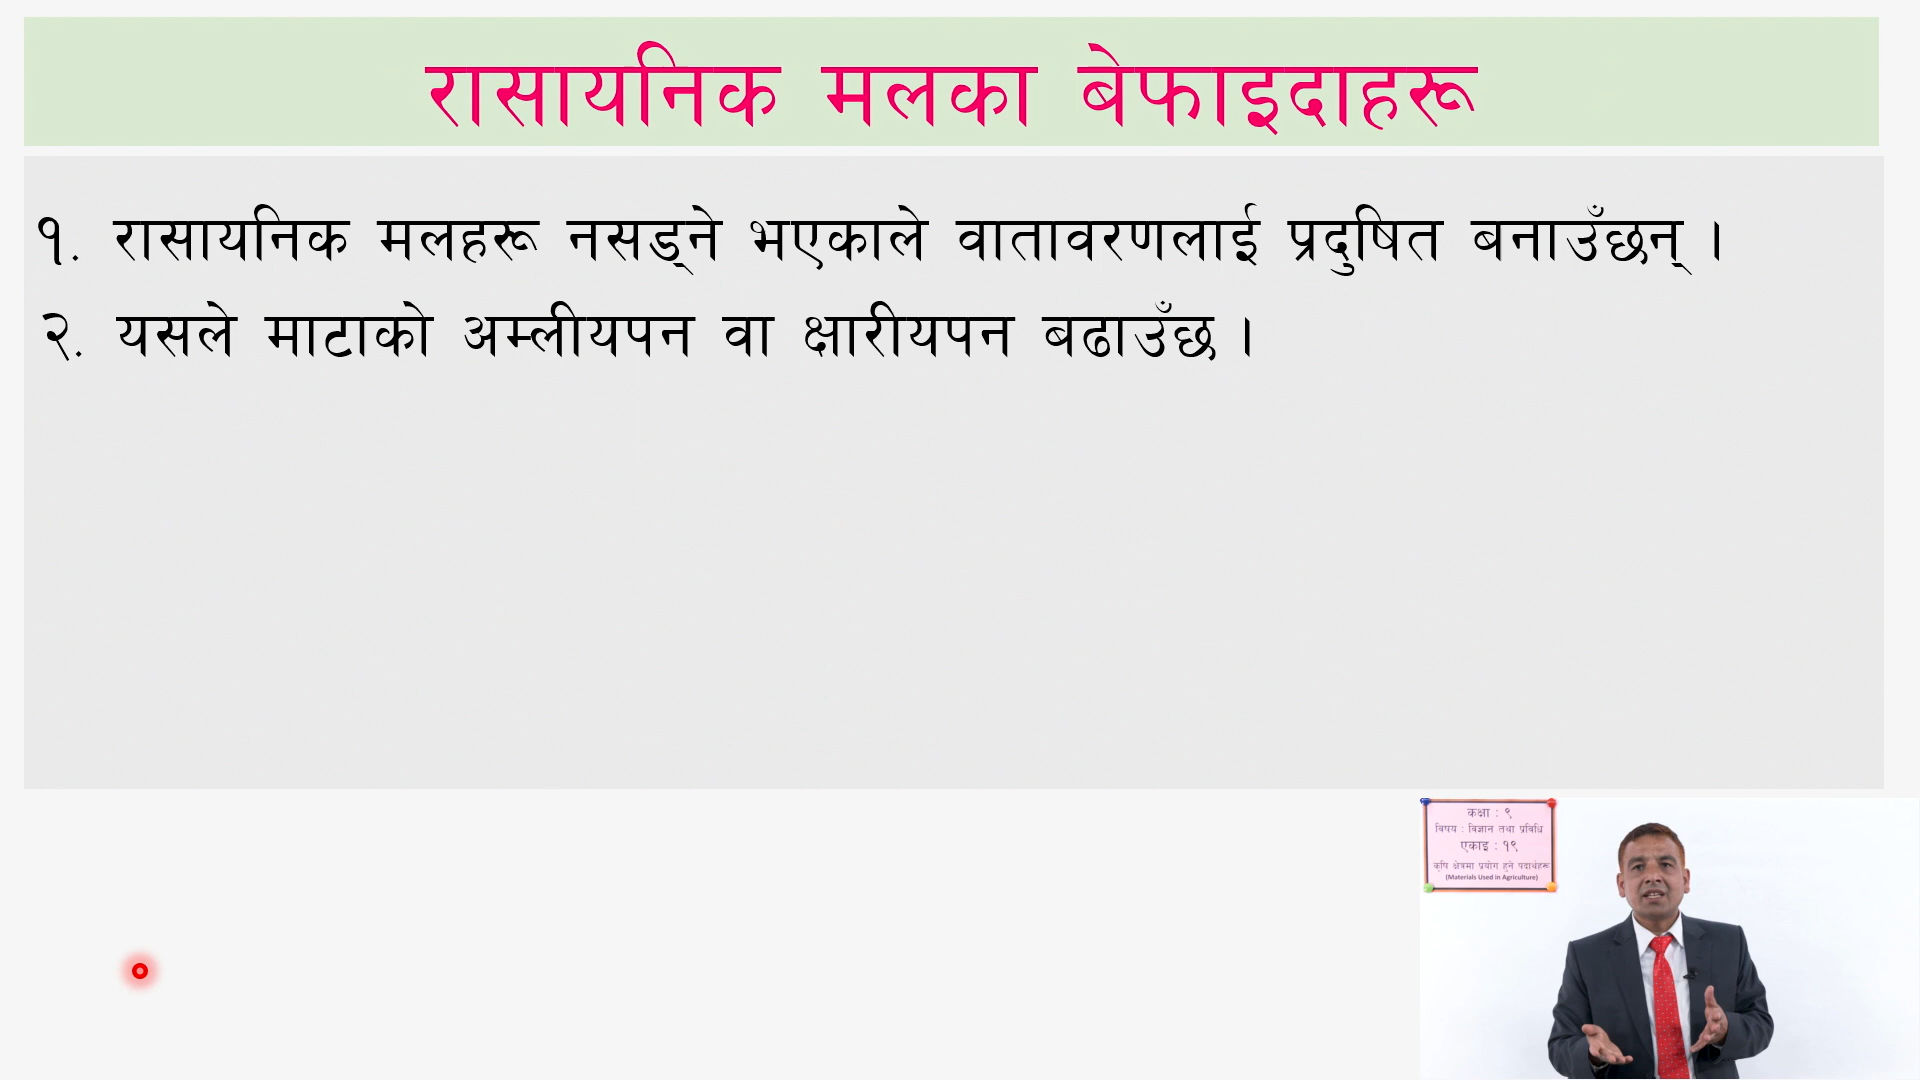 रासायनिक मलका बेफाइदाहरू
१. रासायनिक मलहरू नसड्ने भएकाले वातावरणलाई प्रदुषित बनाउँछन् ।
२. यसले माटाको अम्लीयपन वा क्षारीयपन बढाउँछ ।
कक्षा : ९
विषय : विज्ञान तथा प्रविधि
एकाइ : १९
कृषि क्षेत्रमा प्रयोग हुने पदार्थहरू
(Materials Used in Agriculture)